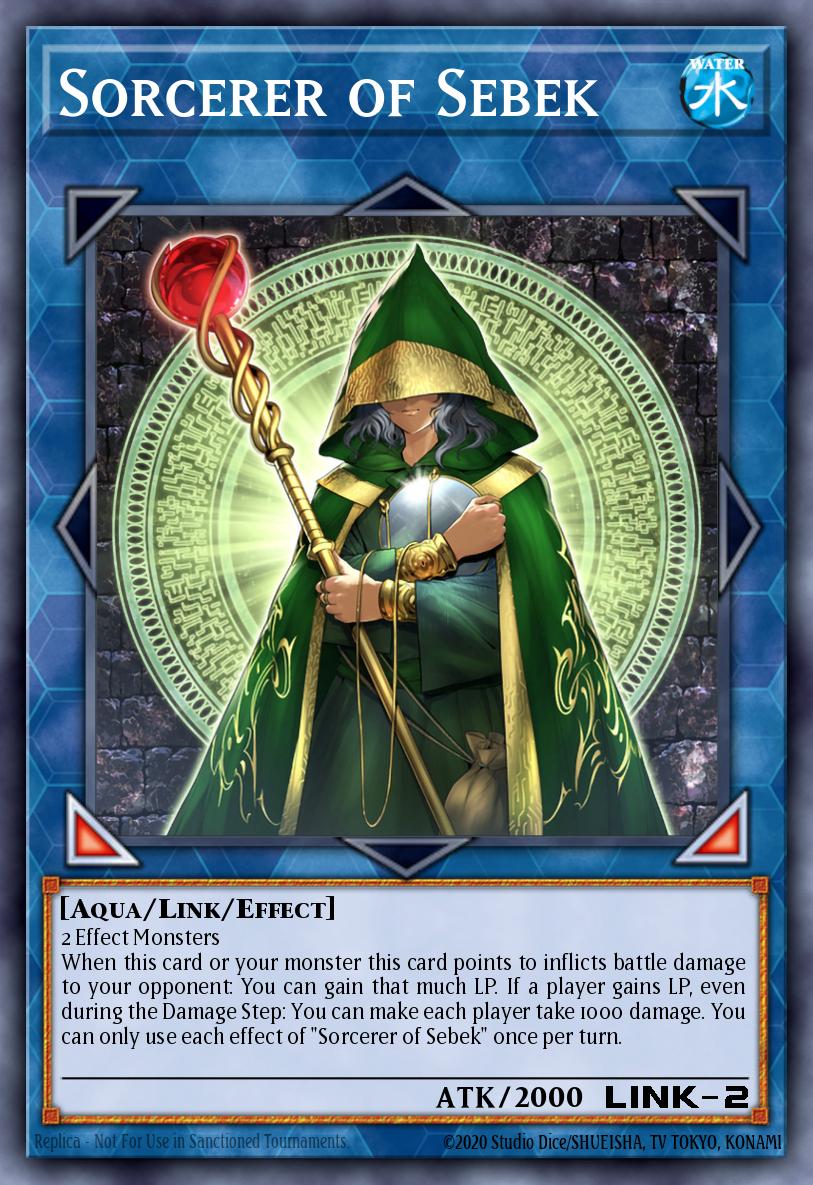 Sorcerer of Sebek
WATER
水
[Aqua/Link/Effect]
2 Effect Monsters
When this card or your monster this card points to inflicts battle damage
to your opponent: You can gain that much LP. If a player gains LP, even
during the Damage Step: You can make each player take 1000 damage. You
can only use each effect of "Sorcerer of Sebek" once per turn.
ATK/2000 LINK-2
Replica - Not For Use in Sanctioned Tournaments. ©2020 Studio Dice/SHUEISHA, TV TOKYO, KONAMI